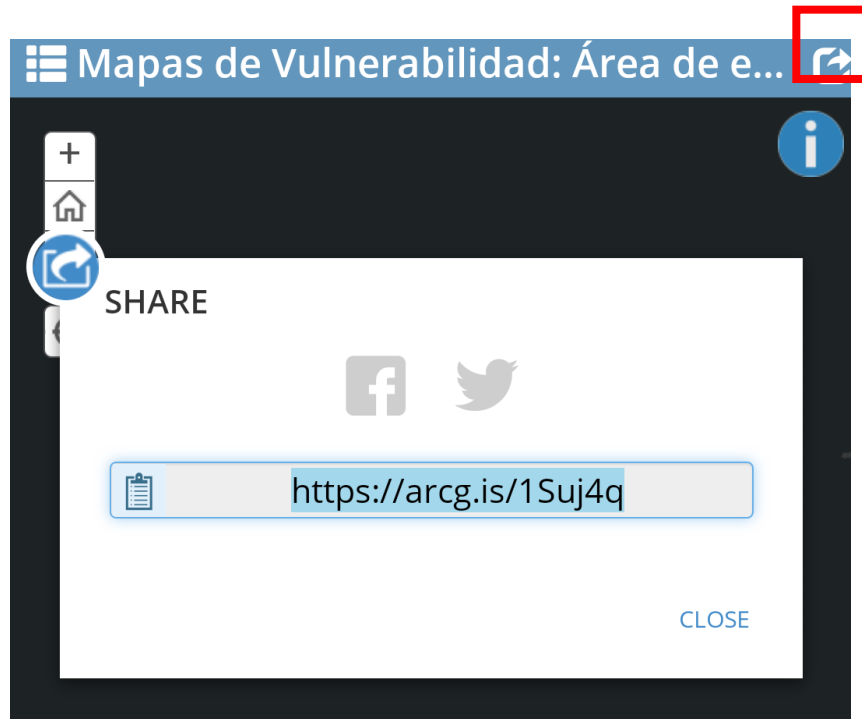 Mapas de Vulnerabilidad: Área de e...
+
SHARE
https://arcg.is/1Suj4q
CLOSE